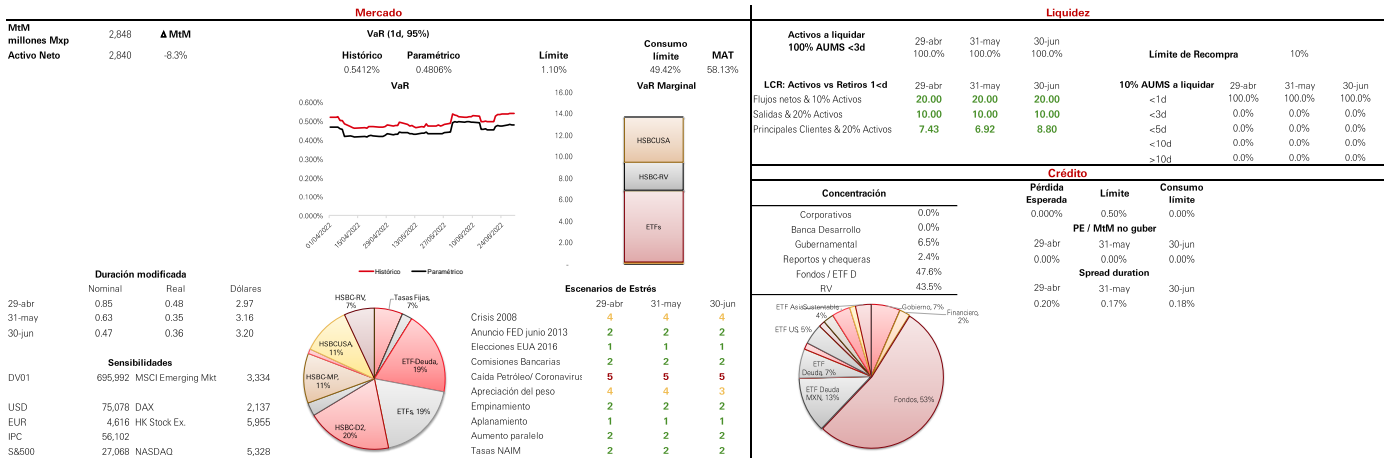 Mercado
MtM
millones Mxp
2,848
Δ MtM
Activo Neto
2,840
-8.3%
VaR (1d, 95%)
Histórico Paramétrico Límite Consumo límite MAT
0.5412% 0.4806% 1.10% 49.42% 58.13%
VaR
0.600%
0.500%
0.400%
0.300%
0.200%
0.100%
0.000%
01/04/2022 15/04/2022 29/04/2022 13/05/2022 27/05/2022 10/06/2022 24/06/2022
Histórico Paramétrico
VaR Marginal
16.00
14.00
12.00
10.00
8.00
6.00
4.00
2.00
-
HSBCUSA
HSBC-RV
ETFs
Duración modificada
Nominal Real Dólares
29-abr 0.85 0.48 2.97
31-may 0.63 0.35 3.16
30-jun 0.47 0.36 3.20
Sensibilidades
DV01 695,992 MSCI Emerging Mkt 3,334
USD 75,078 DAX 2,137
EUR 4,616 HK Stock Ex. 5,955
IPC 56,102
S&500 27,068 NASDAQ 5,328
HSBC-RV, 7%
Tasas Fijas, 7%
ETF-Deuda, 19%
ETFs, 19%
HSBC-D2, 20%
HSBC-MP, 11%
HSBCUSA, 11%
Escenarios de Estrés
29-abr 31-may 30-jun
Crisis 2008 4 4 4
Anuncio FED junio 2013 2 2 2
Elecciones EUA 2016 1 1 1
Comisiones Bancarias 2 2 2
Caída Petróleo/ Coronavirus 5 5 5
Apreciación del peso 4 4 3
Empinamiento 2 2 2
Aplanamiento 1 1 1
Aumento paralelo 2 2 2
Tasas NAIM 2 2 2
Liquidez
Activos a liquidar
100% AUMS <3d
29-abr 31-may 30-jun
100.0% 100.0% 100.0%
Límite de Recompra 10%
LCR: Activos vs Retiros 1<d 29-abr 31-may 30-jun
Flujos netos & 10% Activos 20.00 20.00 20.00
Salidas & 20% Activos 10.00 10.00 10.00
Principales Clientes & 20% Activos 7.43 6.92 8.80
10% AUMS a liquidar 29-abr 31-may 30-jun
<1d 100.0% 100.0% 100.0%
<3d 0.0% 0.0% 0.0%
<5d 0.0% 0.0% 0.0%
<10d 0.0% 0.0% 0.0%
>10d 0.0% 0.0% 0.0%
Crédito
Concentración
Corporativos 0.0%
Banca Desarrollo 0.0%
Gubernamental 6.5%
Reportos y chequeras 2.4%
Fondos / ETF D 47.6%
RV 43.5%
Pérdida Esperada Límite Consumo límite
0.000% 0.50% 0.00%
PE / MtM no guber
29-abr 31-may 30-jun
0.00% 0.00% 0.00%
Spread duration
29-abr 31-may 30-jun
0.20% 0.17% 0.18%
ETF AsiaSustentable
4%
Gobierno, 7%
Financiero, 2%
ETF US, 5%
ETF Deuda, 7%
ETF Deuda MXN, 13%
Fondos, 53%